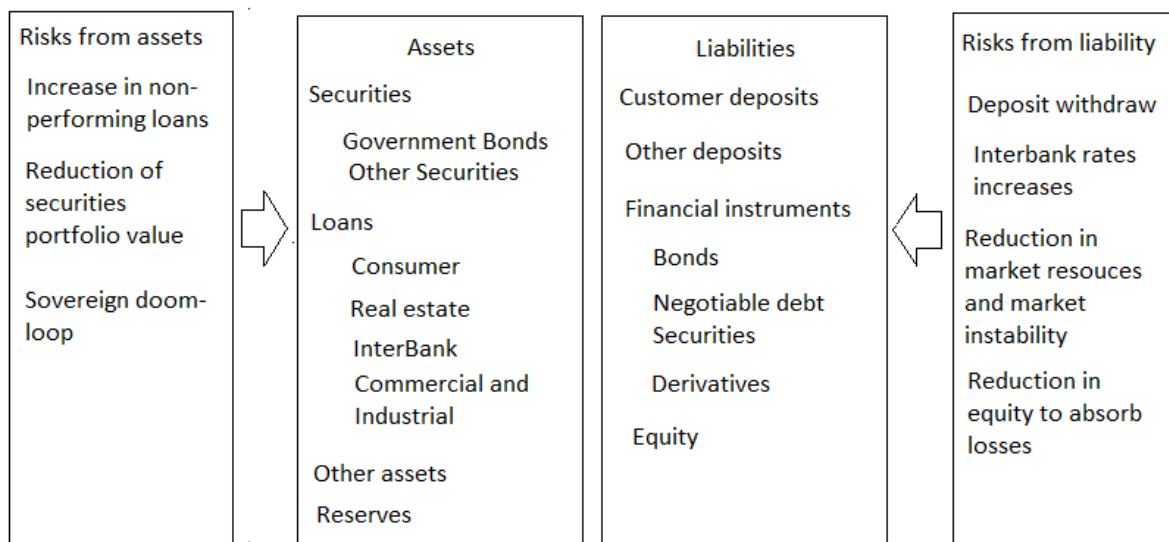 Risks from assets
Increase in non-
performing loans
Reduction of
securities
portfolio value
Sovereign doom-
loop
Assets
Securities
Government Bonds
Other Securities
Loans
Consumer
Real estate
InterBank
Commercial and
Industrial
Other assets
Reserves
Liabilities
Customer deposits
Other deposits
Financial instruments
Bonds
Negotiable debt
Securities
Derivatives
Equity
Risks from liability
Deposit withdraw
Interbank rates
increases
Reduction in
market resouces
and market
instability
Reduction in
equity to absorb
losses